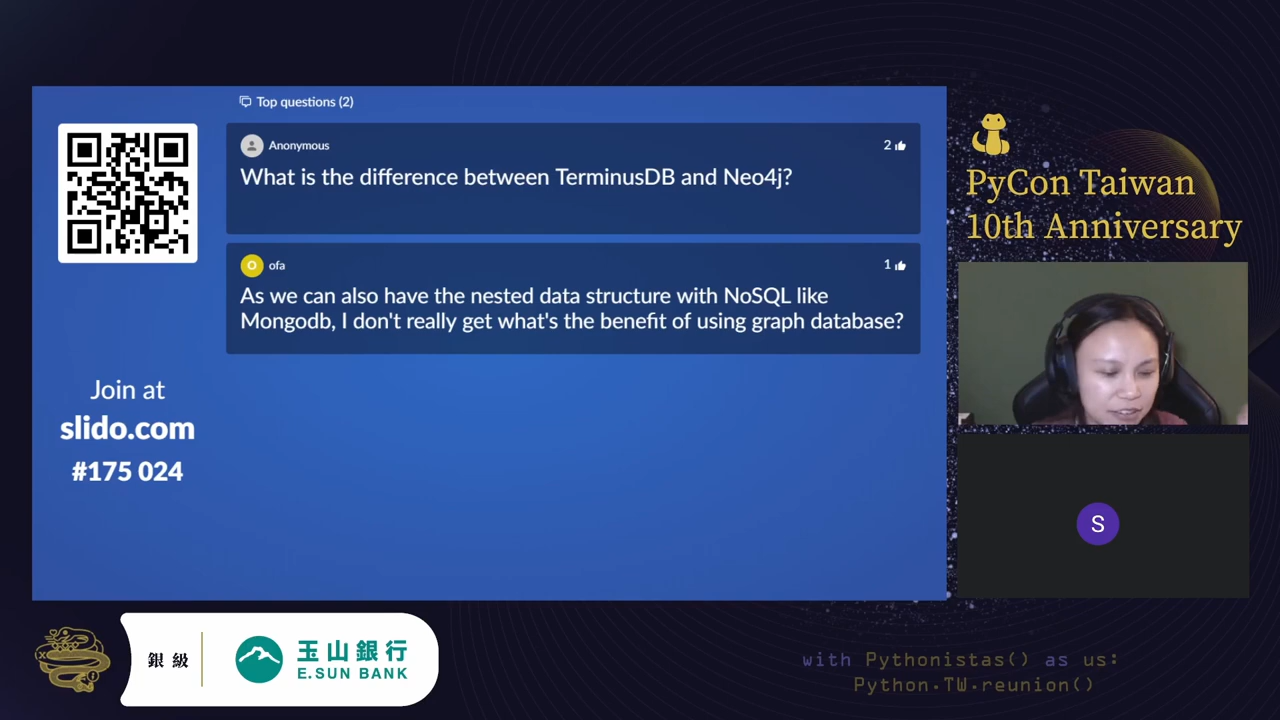 Top questions (2)
Anonymous
2
What is the difference between TerminusDB and Neo4j?
O
ofa
1
As we can also have the nested data structure with NoSQL like
Mongodb, I don't really get what's the benefit of using graph database?
Join at
slido.com
#175 024
PyCon Taiwan
10th Anniversary
S
銀級
玉山銀行
E.SUN BANK
with Pythonistas() as us:
Python.TW.reunion()